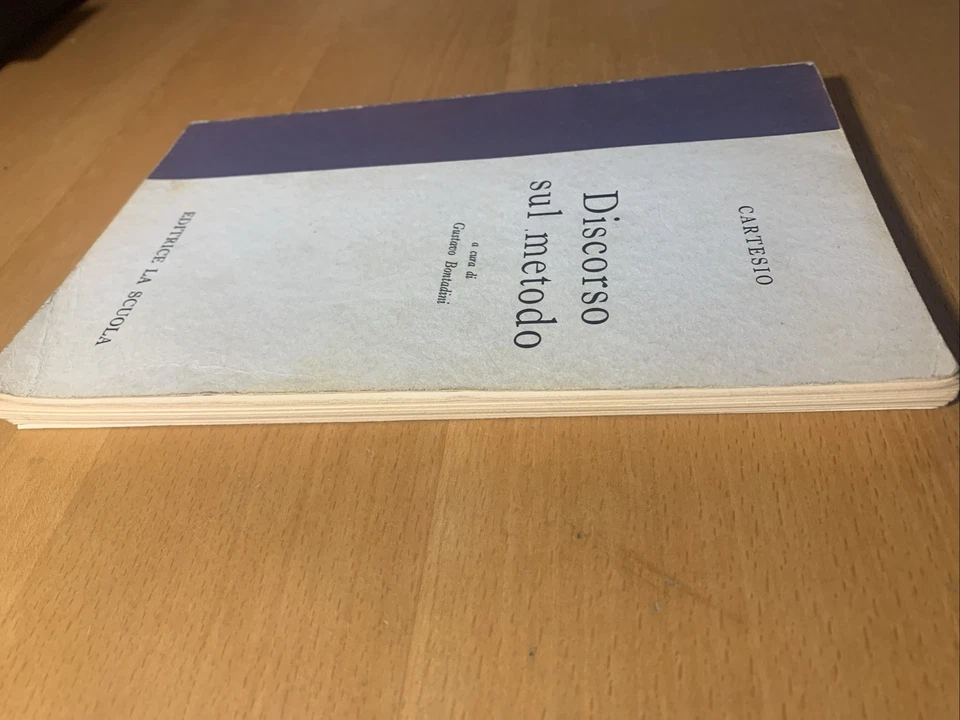 CARTESIO
Discorso
sul metodo
a cura di
Gustavo Bontadini
EDITRICE LA SCUOLA